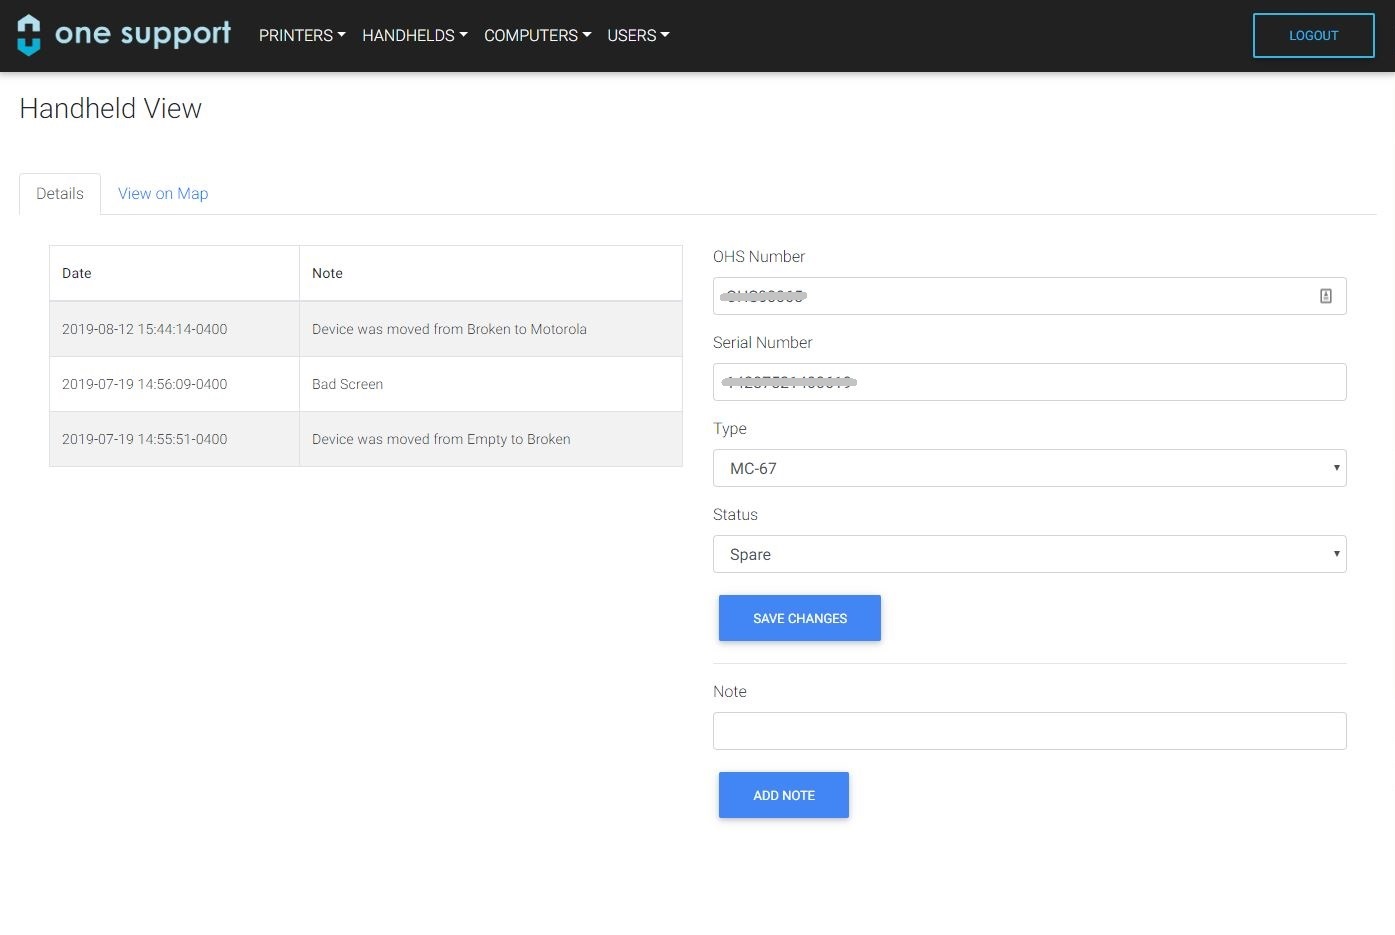 one support PRINTERS HANDHELDS COMPUTERS USERS LOGOUT
Handheld View
Details View on Map
Date Note
2019-08-12 15:44:14-0400 Device was moved from Broken to Motorola
2019-07-19 14:56:09-0400 Bad Screen
2019-07-19 14:55:51-0400 Device was moved from Empty to Broken
OHS Number
Serial Number
Type
MC-67
Status
Spare
SAVE CHANGES
Note
ADD NOTE